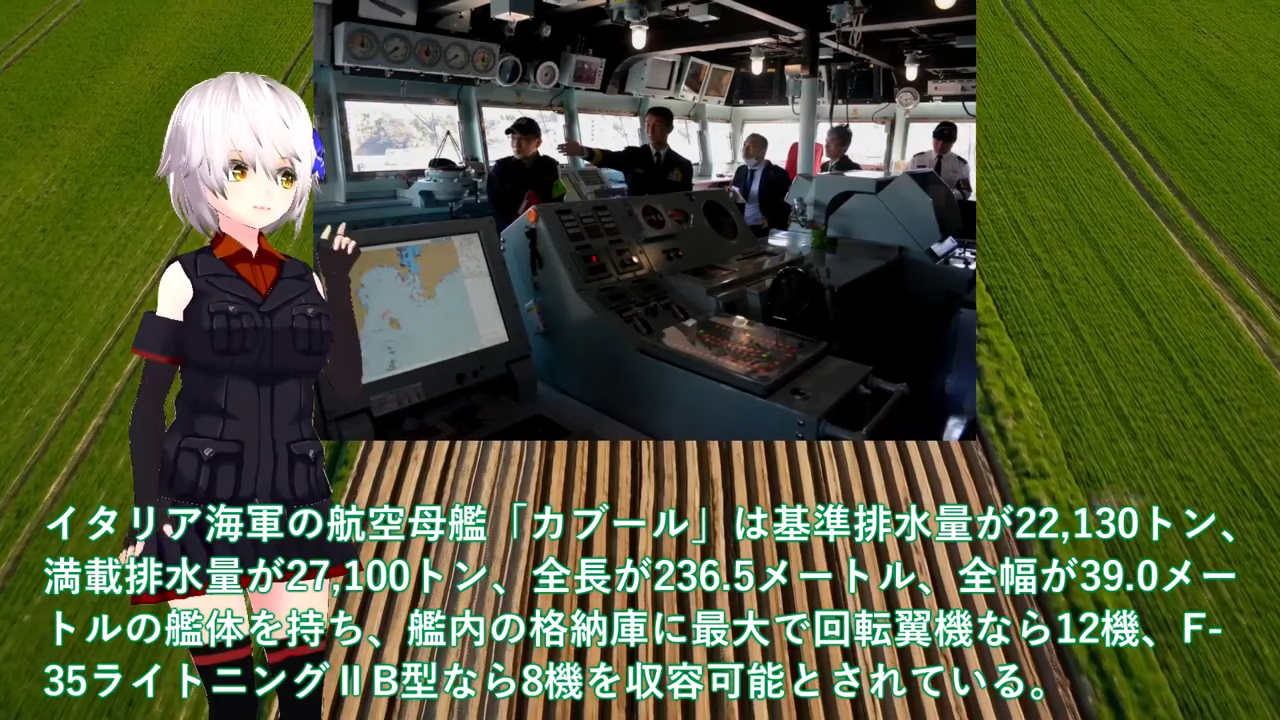 イタリア海軍の航空母艦「カブール」は基準排水量が22,130トン、
満載排水量が27,100トン、全長が236.5メートル、全幅が39.0メー
トルの艦体を持ち、艦内の格納庫に最大で回転翼機なら12機、F-
35ライトニングⅡB型なら8機を収容可能とされている。